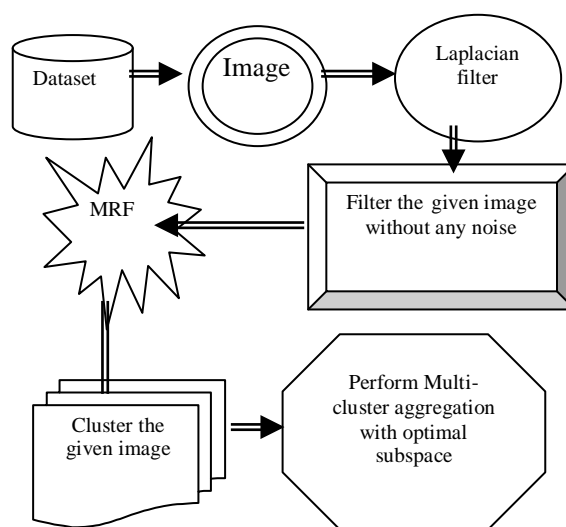 Dataset
Image
Laplacian
filter
Filter the given image
without any noise
MRF
Cluster the
given image
Perform Multi-
cluster aggregation
with optimal
subspace